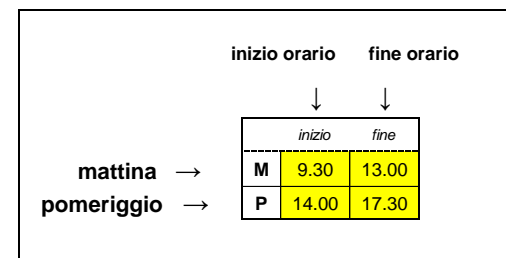 inizio orario fine orario
↓ ↓
inizio fine
mattina → M 9.30 13.00
pomeriggio → P 14.00 17.30